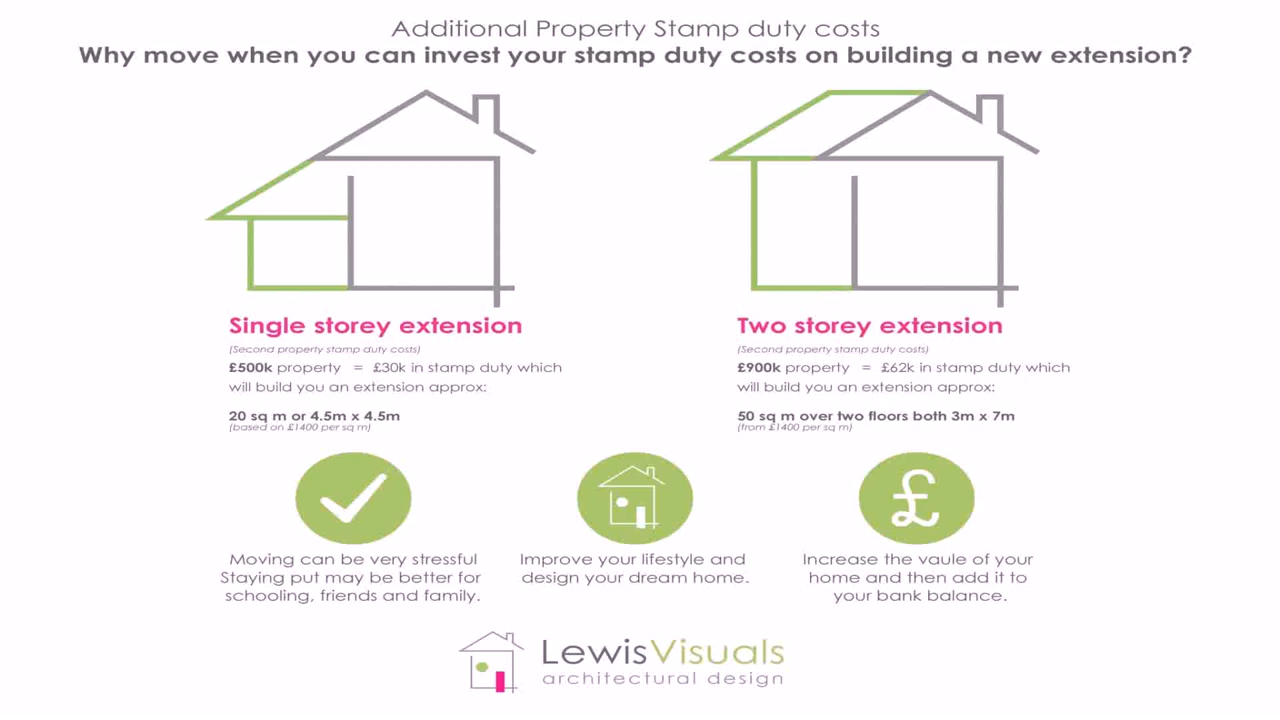 Additional Property Stamp duty costs
Why move when you can invest your stamp duty costs on building a new extension?
Single storey extension
(Second property stamp duty costs)
£500k property = £30k in stamp duty which
will build you an extension approx:
20 sq m or 4.5m x 4.5m
(based on £1400 per sq m)
Two storey extension
(Second property stamp duty costs)
£900k property = £62k in stamp duty which
will build you an extension approx:
50 sq m over two floors both 3m x 7m
(from £1400 per sq m)
£
Moving can be very stressful
Staying put may be better for
schooling, friends and family.
Improve your lifestyle and
design your dream home.
Increase the vaule of your
home and then add it to
your bank balance.
LewisVisuals
architectural design